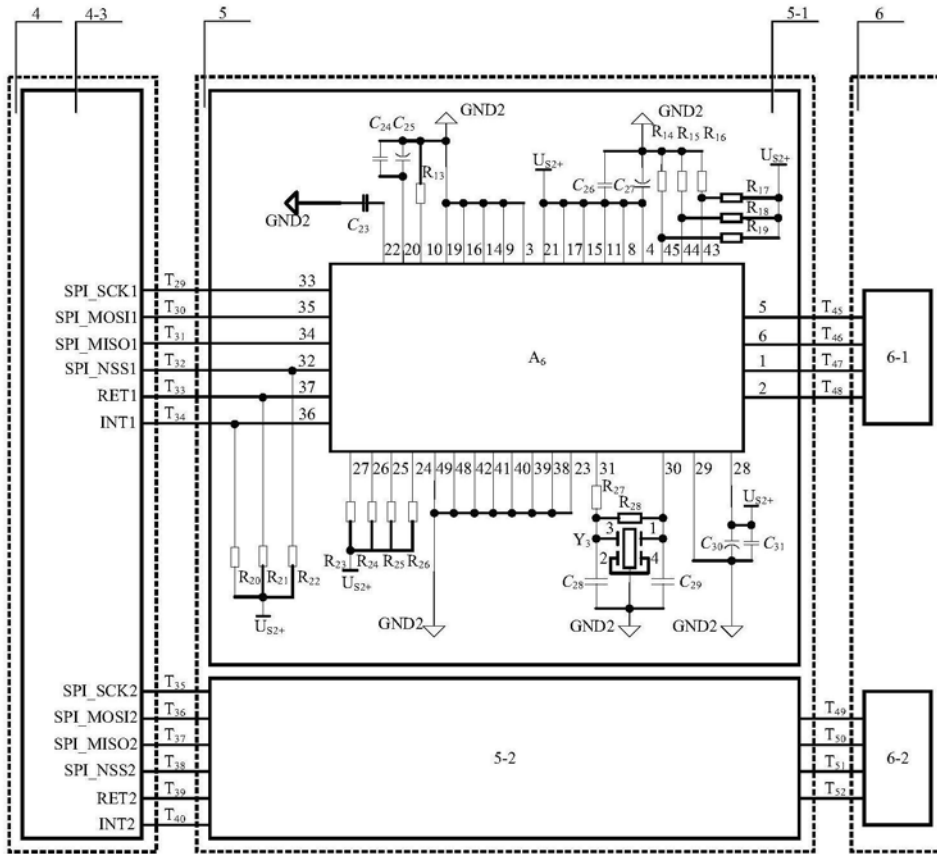 4 4-3 5 5-1 6
GND2 GND2
C24 C25 R14 R15 R16
US2+ US2+
R13 C26 C27 R17
R18
GND2 C23 R19
22 20 10 19 16 14 9 3 21 17 15 11 8 4 45 44 43
SPI_SCK1 T29 33
SPI_MOSI1 T30 35 5 T45
SPI_MISO1 T31 34 6 T46
SPI_NSS1 T32 32 A6 1 T47 6-1
RET1 T33 37 2 T48
INT1 T34 36
27 26 25 24 49 48 42 41 40 39 38 23 31 30 29 28
R27 R28 US2+
Y3 3 1 C30 C31
2 4
R20 R21 R22 R23 R24 R25 R26 C28 C29
US2+ US2+
GND2 GND2 GND2
SPI_SCK2 T35
SPI_MOSI2 T36 T49
SPI_MISO2 T37 T50
SPI_NSS2 T38 5-2 T51 6-2
RET2 T39 T52
INT2 T40